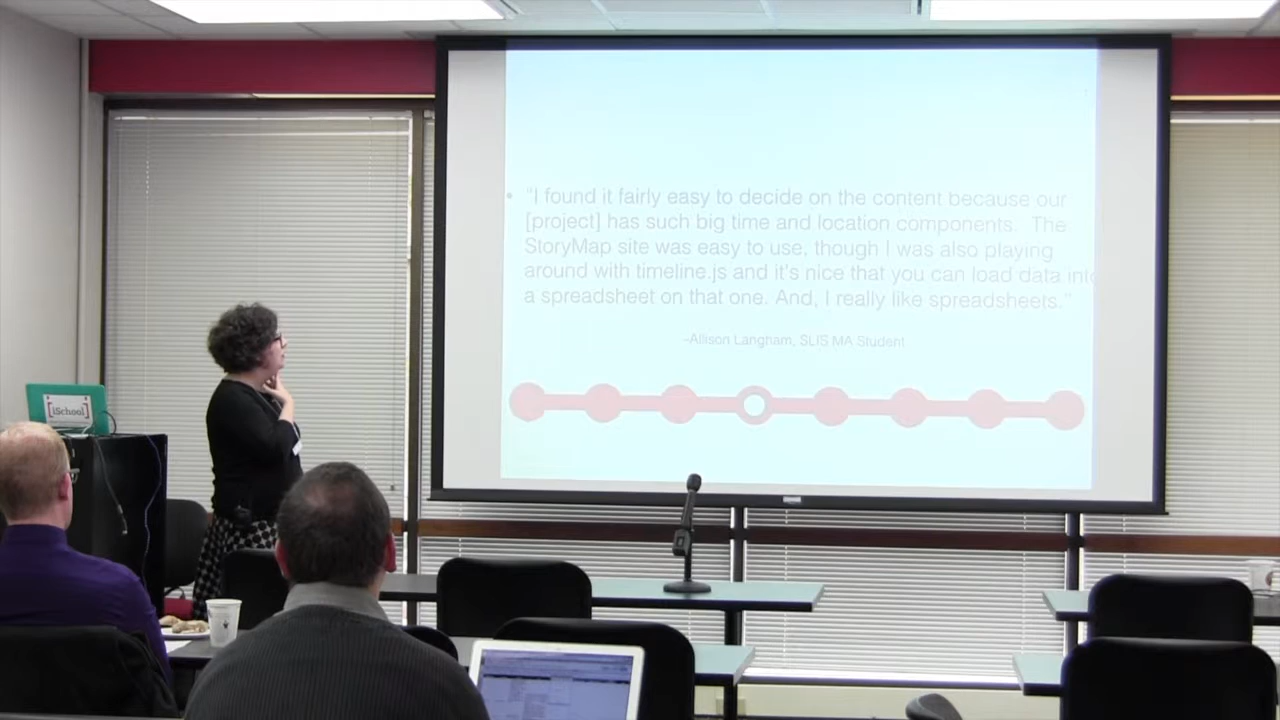 • "I found it fairly easy to decide on the content because our
[project] has such big time and location components.  The
StoryMap site was easy to use, though I was also playing
around with timeline.js and it's nice that you can load data into
a spreadsheet on that one. And, I really like spreadsheets."
–Allison Langham, SLIS MA Student
[iSchool]